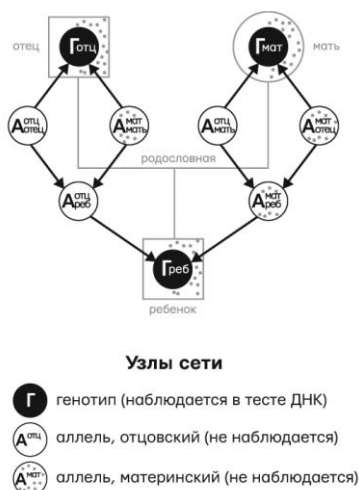 отец Готц Гмат мать
Аотц отец Амат мать Аотц мать Амат отец
родословная
Аотц реб Амат реб
Греб
ребенок
Узлы сети
Г генотип (наблюдается в тесте ДНК)
Аотц аллель, отцовский (не наблюдается)
Амат аллель, материнский (не наблюдается)